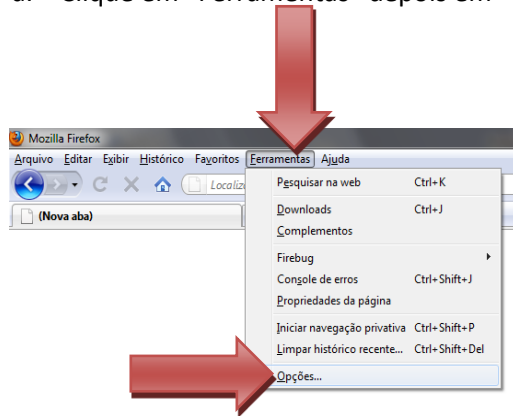 a. Clique em "Ferramentas" depois em
Mozilla Firefox
Arquivo Editar Exibir Histórico Favoritos Ferramentas Ajuda
(Nova aba)
Pesquisar na web Ctrl+K
Downloads Ctrl+J
Complementos
Firebug
Console de erros Ctrl+Shift+J
Propriedades da página
Iniciar navegação privativa Ctrl+Shift+P
Limpar histórico recente... Ctrl+Shift+Del
Opções...